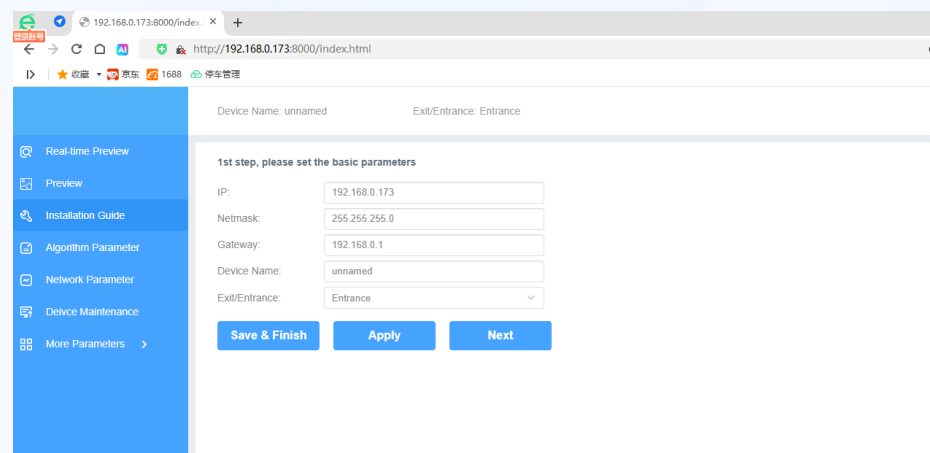 192.168.0.173:8000/index.
登录账号
AI
http://192.168.0.173:8000/index.html
收藏 京东 1688 停车管理
Device Name: unnamed Exit/Entrance: Entrance
Real-time Preview
Preview
Installation Guide
Algorithm Parameter
Network Parameter
Deivce Maintenance
More Parameters
1st step, please set the basic parameters
IP: 192.168.0.173
Netmask: 255.255.255.0
Gateway: 192.168.0.1
Device Name: unnamed
Exit/Entrance: Entrance
Save & Finish Apply Next